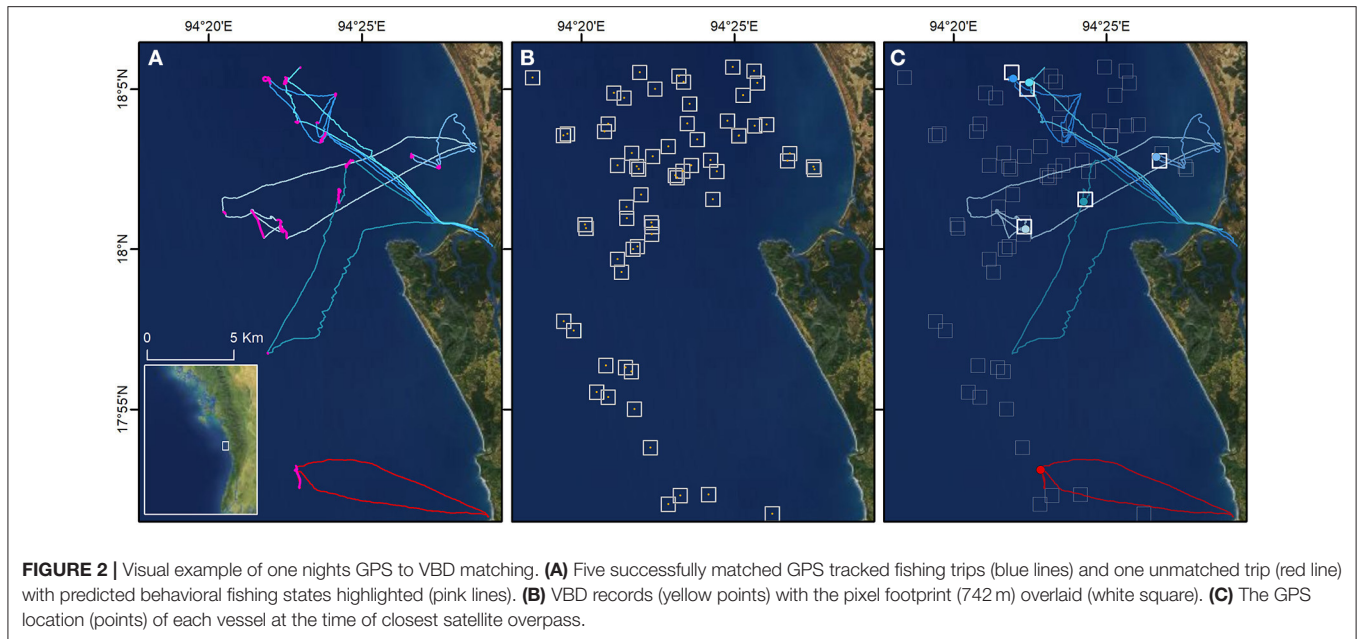 94°20'E 94°25'E 94°20'E 94°25'E 94°20'E 94°25'E
A B C
18°5'N
18°N
0 5 Km
17°55'N
FIGURE 2 | Visual example of one nights GPS to VBD matching. (A) Five successfully matched GPS tracked fishing trips (blue lines) and one unmatched trip (red line)
with predicted behavioral fishing states highlighted (pink lines). (B) VBD records (yellow points) with the pixel footprint (742 m) overlaid (white square). (C) The GPS
location (points) of each vessel at the time of closest satellite overpass.